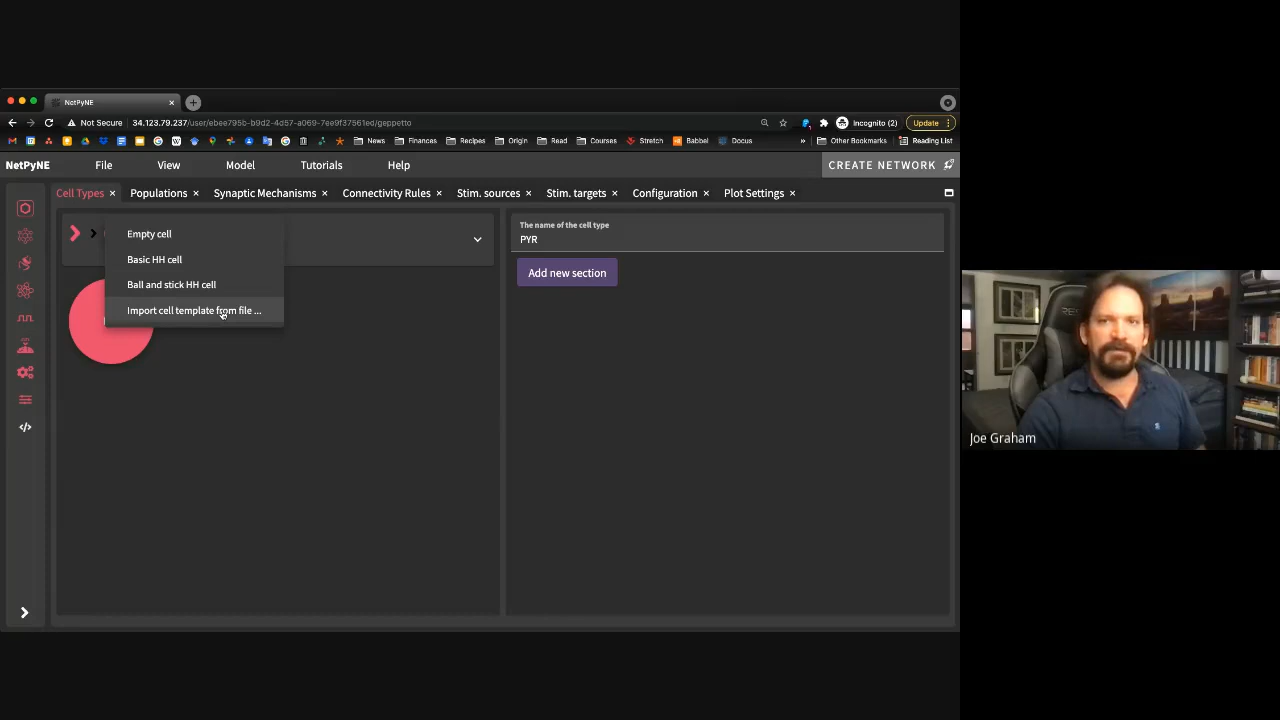 NetPyNE
Not Secure 34.123.79.237/user/ebee795b-b9d2-4d57-a069-7ee9f37561ed/geppetto
Incognito (2)
Update
News Finances Recipes Origin Read Courses Stretch Babbel Docus » Other Bookmarks Reading List
NetPyNE File View Model Tutorials Help CREATE NETWORK
Cell Types Populations Synaptic Mechanisms Connectivity Rules Stim. sources Stim. targets Configuration Plot Settings
Empty cell
Basic HH cell
Ball and stick HH cell
Import cell template from file ...
The name of the cell type
PYR
Add new section
Joe Graham